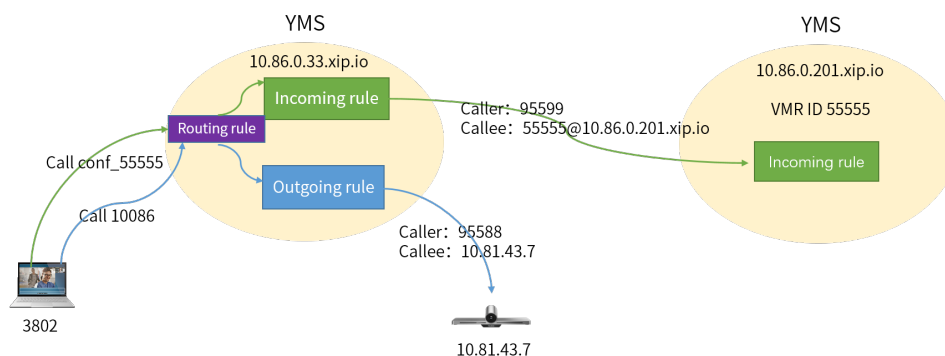 YMS
YMS
10.86.0.33.xip.io
10.86.0.201.xip.io
Incoming rule
Caller：95599
Callee：55555@10.86.0.201.xip.io
VMR ID 55555
Routing rule
Incoming rule
Call conf_55555
Outgoing rule
Call 10086
Caller：95588
Callee：10.81.43.7
3802
10.81.43.7